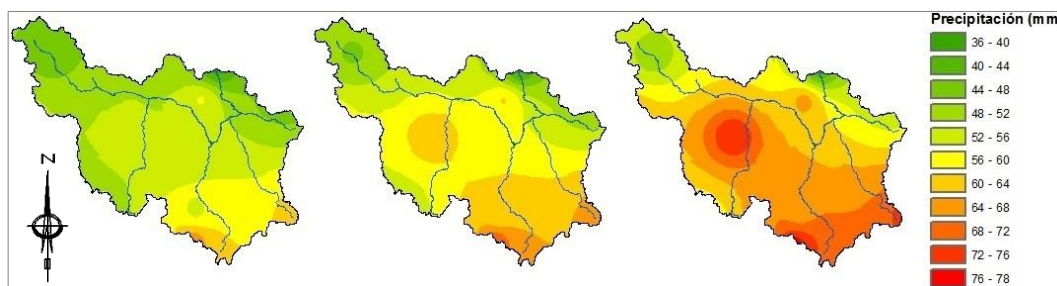 Precipitación (mm
36 - 40
40 - 44
44 - 48
48 - 52
52 - 56
56 - 60
60 - 64
64 - 68
68 - 72
72 - 76
76 - 78
N